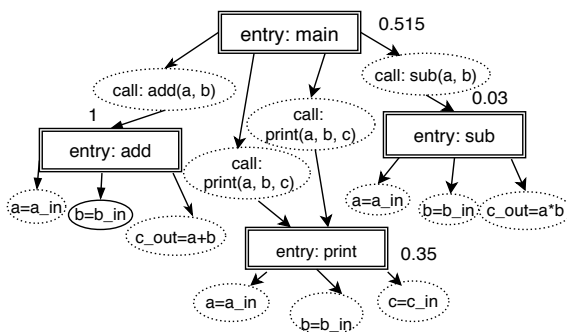 entry: main
0.515
call: add(a, b)
call: sub(a, b)
call:
print(a, b, c)
1
0.03
entry: add
entry: sub
call:
print(a, b, c)
a=a_in
b=b_in
c_out=a+b
a=a_in
b=b_in
c_out=a*b
entry: print
0.35
a=a_in
b=b_in
c=c_in